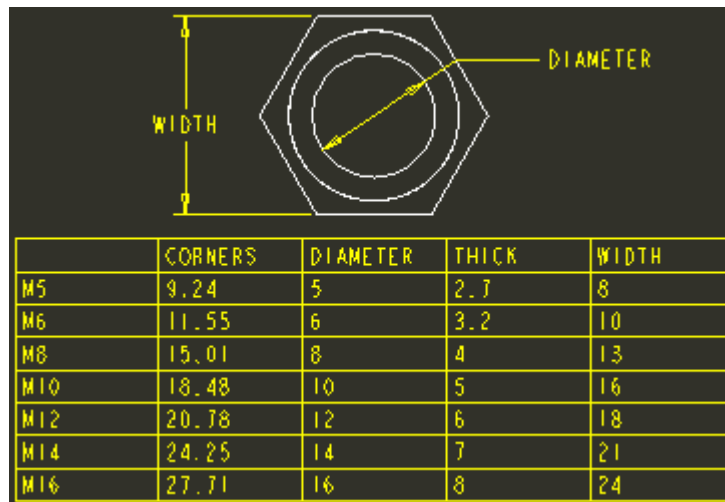 DIAMETER
WIDTH
CORNERS DIAMETER THICK WIDTH
M5 9.24 5 2.7 8
M6 11.55 6 3.2 10
M8 15.01 8 4 13
M10 18.48 10 5 16
M12 20.78 12 6 18
M14 24.25 14 7 21
M16 27.71 16 8 24